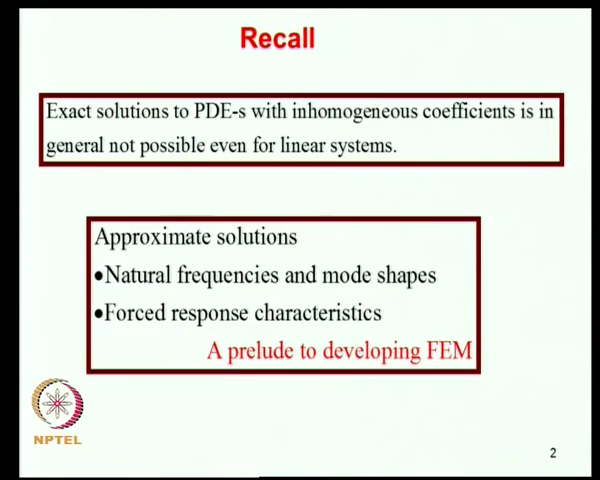 Recall
Exact solutions to PDE-s with inhomogeneous coefficients is in
general not possible even for linear systems.
Approximate solutions
•Natural frequencies and mode shapes
•Forced response characteristics
A prelude to developing FEM
NPTEL
2